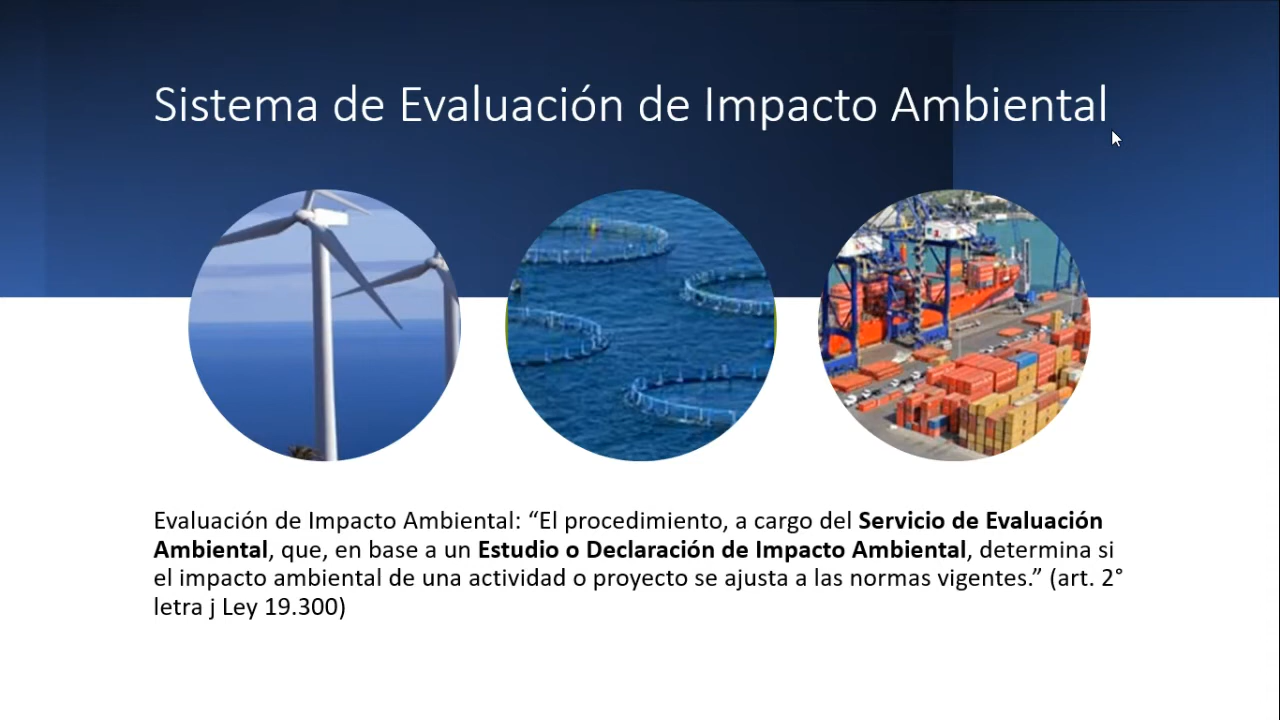 Sistema de Evaluación de Impacto Ambiental
Evaluación de Impacto Ambiental: “El procedimiento, a cargo del Servicio de Evaluación
Ambiental, que, en base a un Estudio o Declaración de Impacto Ambiental, determina si
el impacto ambiental de una actividad o proyecto se ajusta a las normas vigentes.” (art. 2°
letra j Ley 19.300)